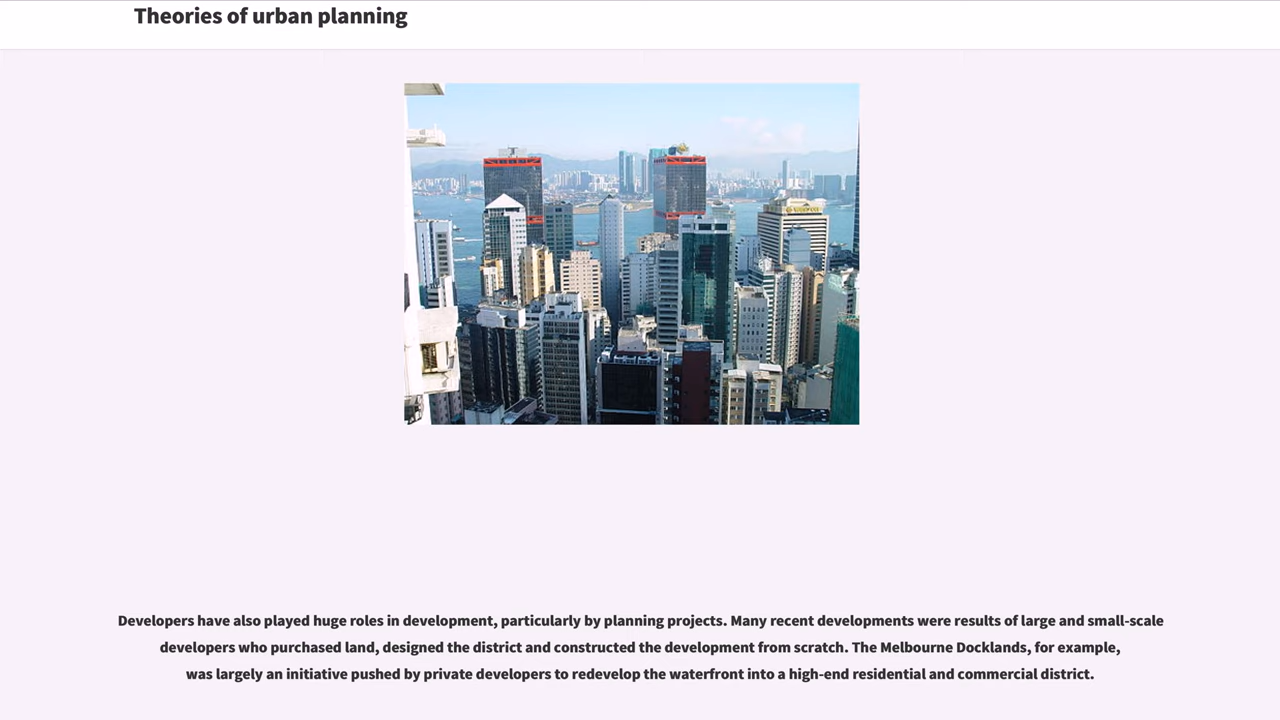 Theories of urban planning
Developers have also played huge roles in development, particularly by planning projects. Many recent developments were results of large and small-scale
developers who purchased land, designed the district and constructed the development from scratch. The Melbourne Docklands, for example,
was largely an initiative pushed by private developers to redevelop the waterfront into a high-end residential and commercial district.